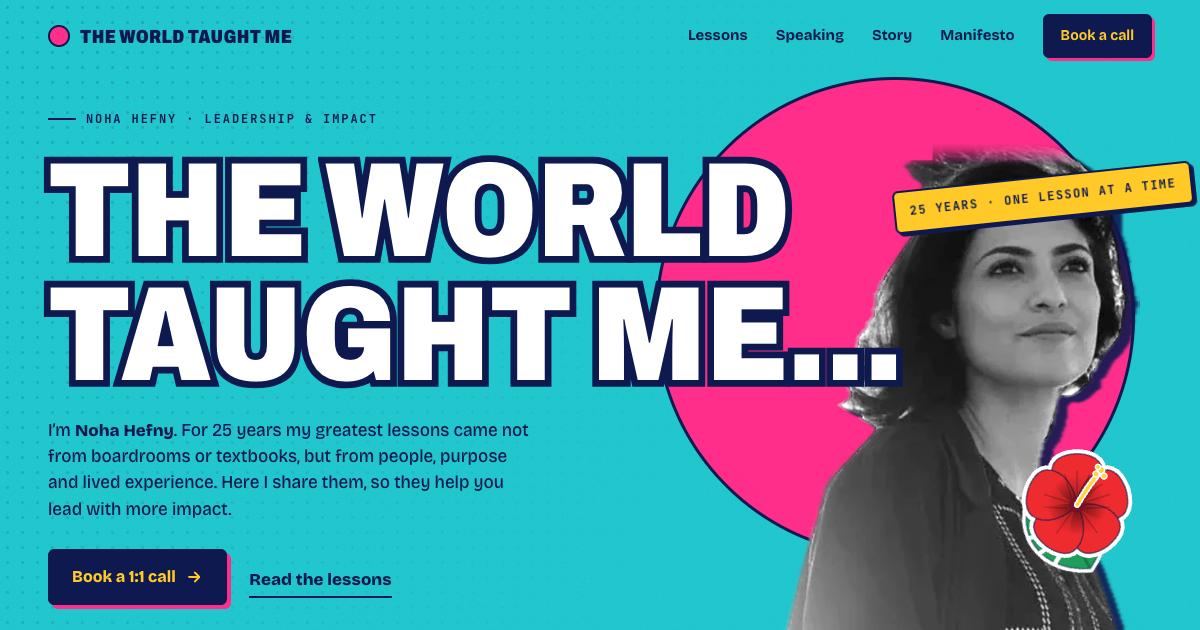 THE WORLD TAUGHT ME
Lessons Speaking Story Manifesto Book a call
NOHA HEFNY · LEADERSHIP & IMPACT
25 YEARS · ONE LESSON AT A TIME
THE WORLD
TAUGHT ME...
I'm Noha Hefny. For 25 years my greatest lessons came not
from boardrooms or textbooks, but from people, purpose
and lived experience. Here I share them, so they help you
lead with more impact.
Book a 1:1 call →
Read the lessons